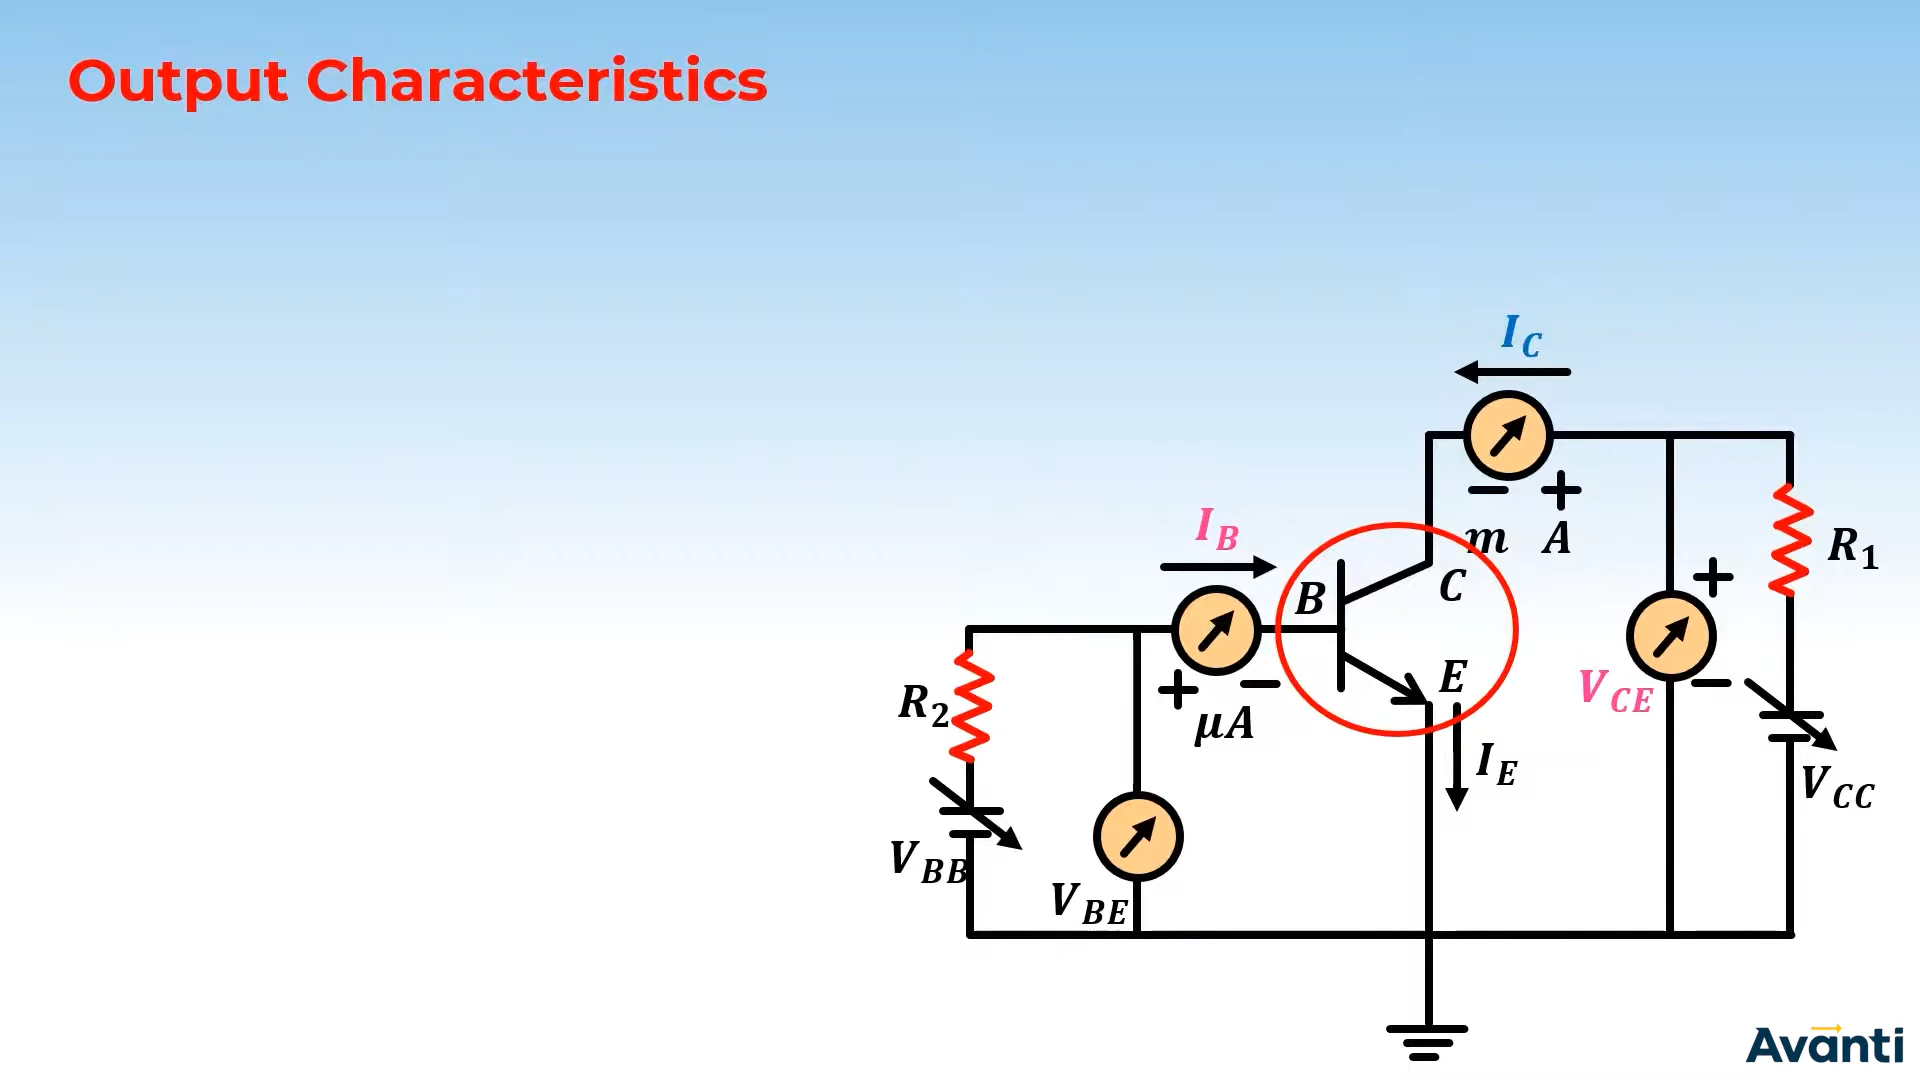 Output Characteristics
I_C
− +
m A
I_B
B
C
E
+ −
μA
R_2
R_1
+
−
V_CE
I_E
V_CC
V_BB
V_BE
Avanti